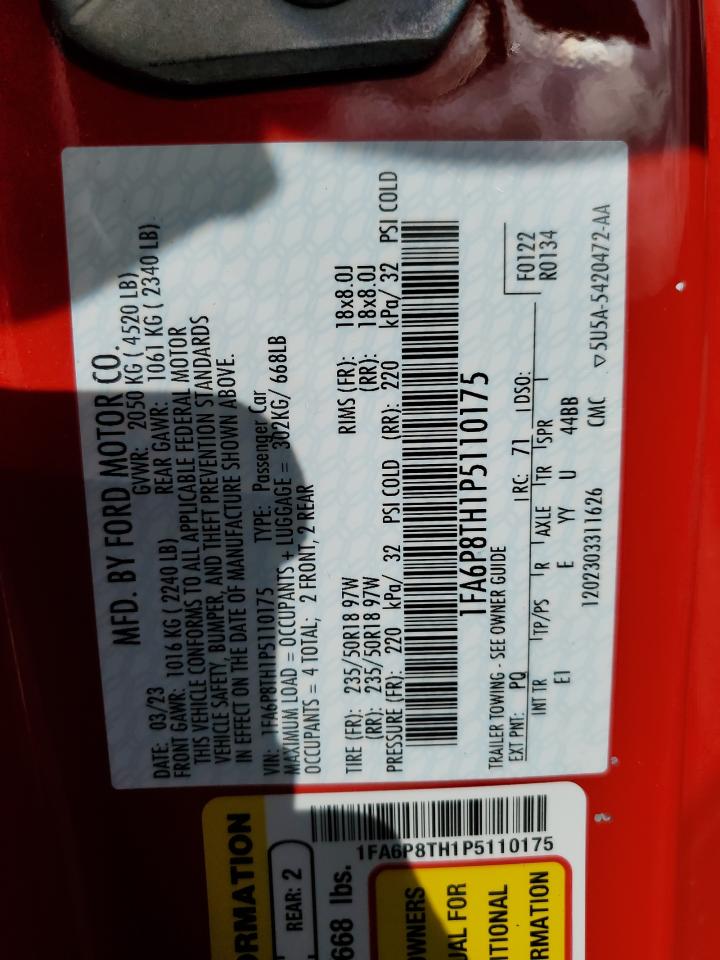 MFD. BY FORD MOTOR CO.
DATE: 03/23 GVWR: 2050 KG ( 4520 LB)
FRONT GAWR: 1016 KG ( 2240 LB) REAR GAWR: 1061 KG ( 2340 LB)
THIS VEHICLE CONFORMS TO ALL APPLICABLE FEDERAL MOTOR
VEHICLE SAFETY, BUMPER, AND THEFT PREVENTION STANDARDS
IN EFFECT ON THE DATE OF MANUFACTURE SHOWN ABOVE.
VIN: 1FA6P8TH1P5110175 TYPE: Passenger Car
MAXIMUM LOAD = OCCUPANTS + LUGGAGE = 302KG/ 668LB
OCCUPANTS = 4 TOTAL; 2 FRONT, 2 REAR
TIRE (FR): 235/50R18 97W RIMS (FR): 18x8.0J
(RR): 235/50R18 97W (RR): 18x8.0J
PRESSURE (FR): 220 kPa/ 32 PSI COLD (RR): 220 kPa/ 32 PSI COLD
1FA6P8TH1P5110175
TRAILER TOWING - SEE OWNER GUIDE
F0122
EXT PNT: PQ RC: 71 DSO: R0134
INT TR TP/PS R AXLE TR SPR
EI E YY U 44BB
1202303311626 CMC ▽5U5A-5420472-AA
ORMATION
REAR: 2
668 lbs.
1FA6P8TH1P5110175
OWNERS
UAL FOR
ITIONAL
RMATION